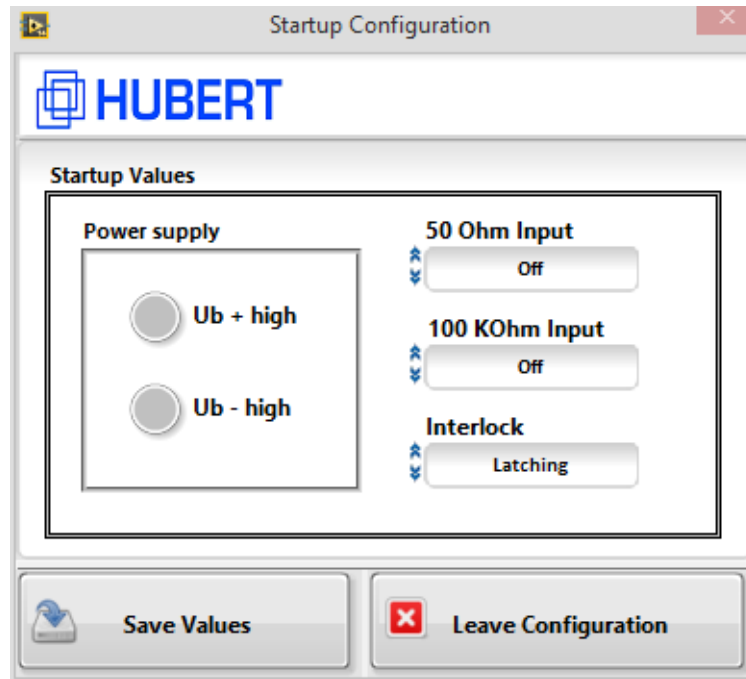 Startup Configuration
HUBERT
Startup Values
Power supply
Ub + high
Ub - high
50 Ohm Input
Off
100 KOhm Input
Off
Interlock
Latching
Save Values
Leave Configuration